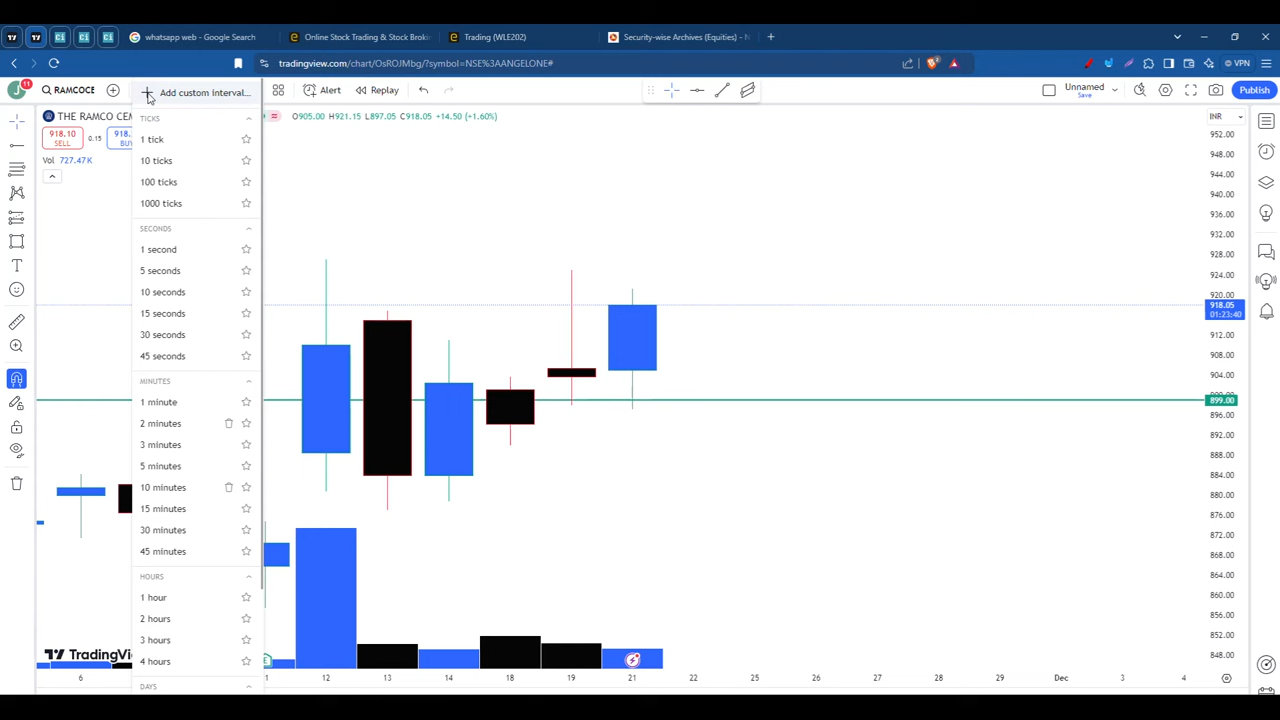 whatsapp web - Google Search
Online Stock Trading & Stock Brokin
Trading (WLE202)
Security-wise Archives (Equities) - N
tradingview.com/chart/OsROJMbg/?symbol=NSE%3AANGELONE#
VPN
J
11
RAMCOCE
Add custom interval...
Alert
Replay
Unnamed
Save
Publish
THE RAMCO CEM
O905.00 H921.15 L897.05 C918.05 +14.50 (+1.60%)
INR
918.10
SELL
0.15
918.
BUY
Vol 727.47K
TICKS
1 tick
10 ticks
100 ticks
1000 ticks
SECONDS
1 second
5 seconds
10 seconds
15 seconds
30 seconds
45 seconds
MINUTES
1 minute
2 minutes
3 minutes
5 minutes
10 minutes
15 minutes
30 minutes
45 minutes
HOURS
1 hour
2 hours
3 hours
4 hours
DAYS
952.00
948.00
944.00
940.00
936.00
932.00
928.00
924.00
920.00
918.05
01:23:40
912.00
908.00
904.00
899.00
896.00
892.00
888.00
884.00
880.00
876.00
872.00
868.00
864.00
860.00
856.00
852.00
848.00
TradingVi
E
6
1
12
13
14
18
19
21
22
25
26
27
28
29
Dec
3
4